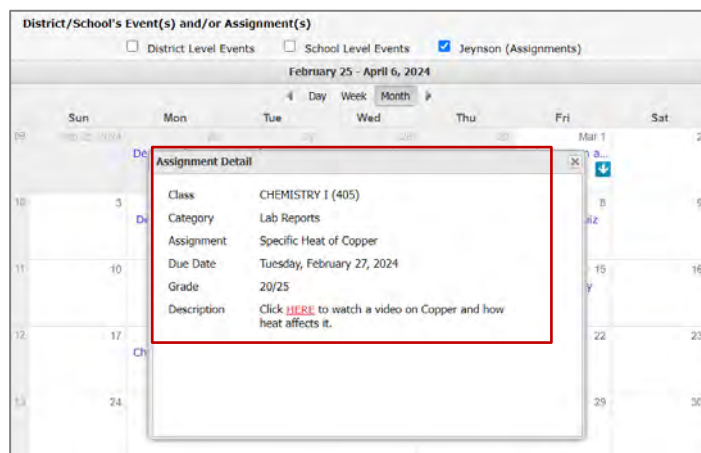 District/School's Event(s) and/or Assignment(s)
District Level Events School Level Events Jeynson (Assignments)
February 25 - April 6, 2024
Day Week Month
Sun Mon Tue Wed Thu Fri Sat
09 Mar 1 2
De
Assignment Detail
Class CHEMISTRY I (405)
Category Lab Reports
Assignment Specific Heat of Copper
Due Date Tuesday, February 27, 2024
Grade 20/25
Description Click HERE to watch a video on Copper and how
heat affects it.
10 3 8 9
De
11 10 15 16
y
12 17 22 23
Ch
13 24 29 30